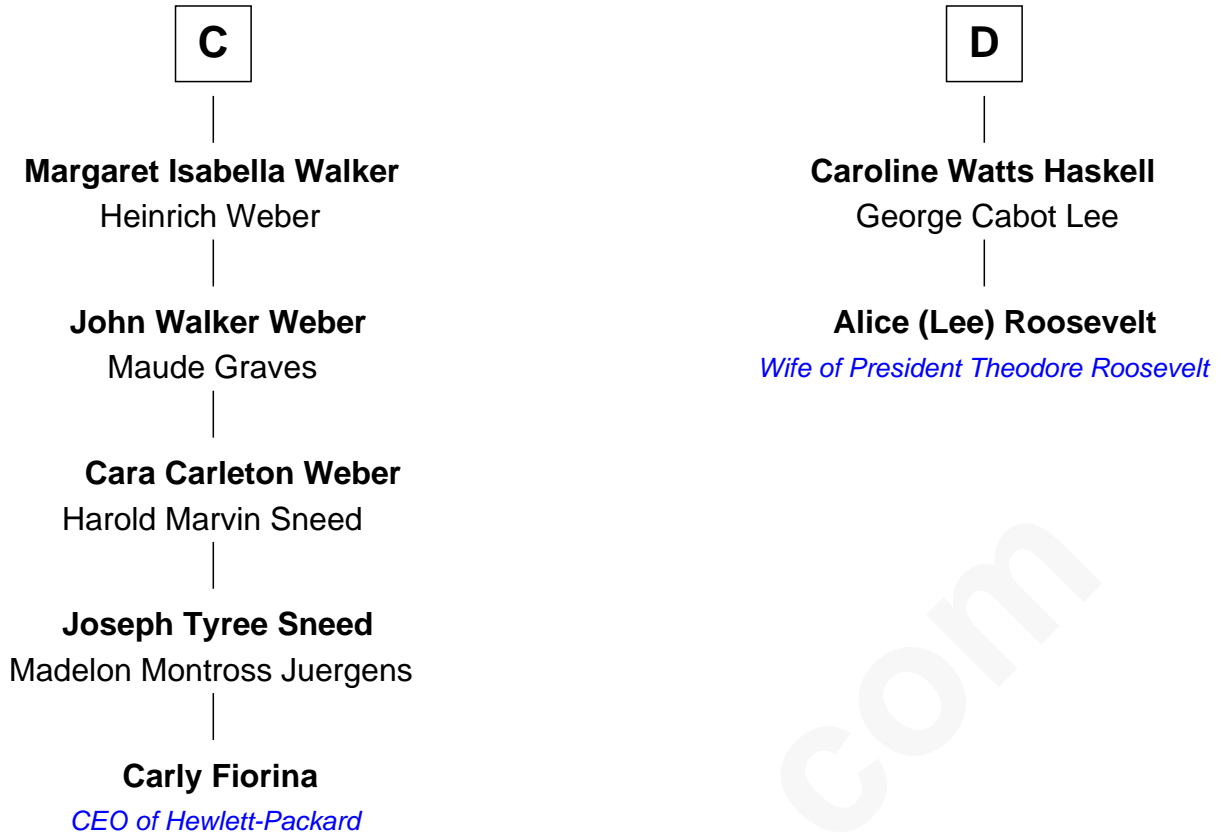 C
Margaret Isabella Walker
Heinrich Weber
John Walker Weber
Maude Graves
Cara Carleton Weber
Harold Marvin Sneed
Joseph Tyree Sneed
Madelon Montross Juergens
Carly Fiorina
CEO of Hewlett-Packard
D
Caroline Watts Haskell
George Cabot Lee
Alice (Lee) Roosevelt
Wife of President Theodore Roosevelt
com